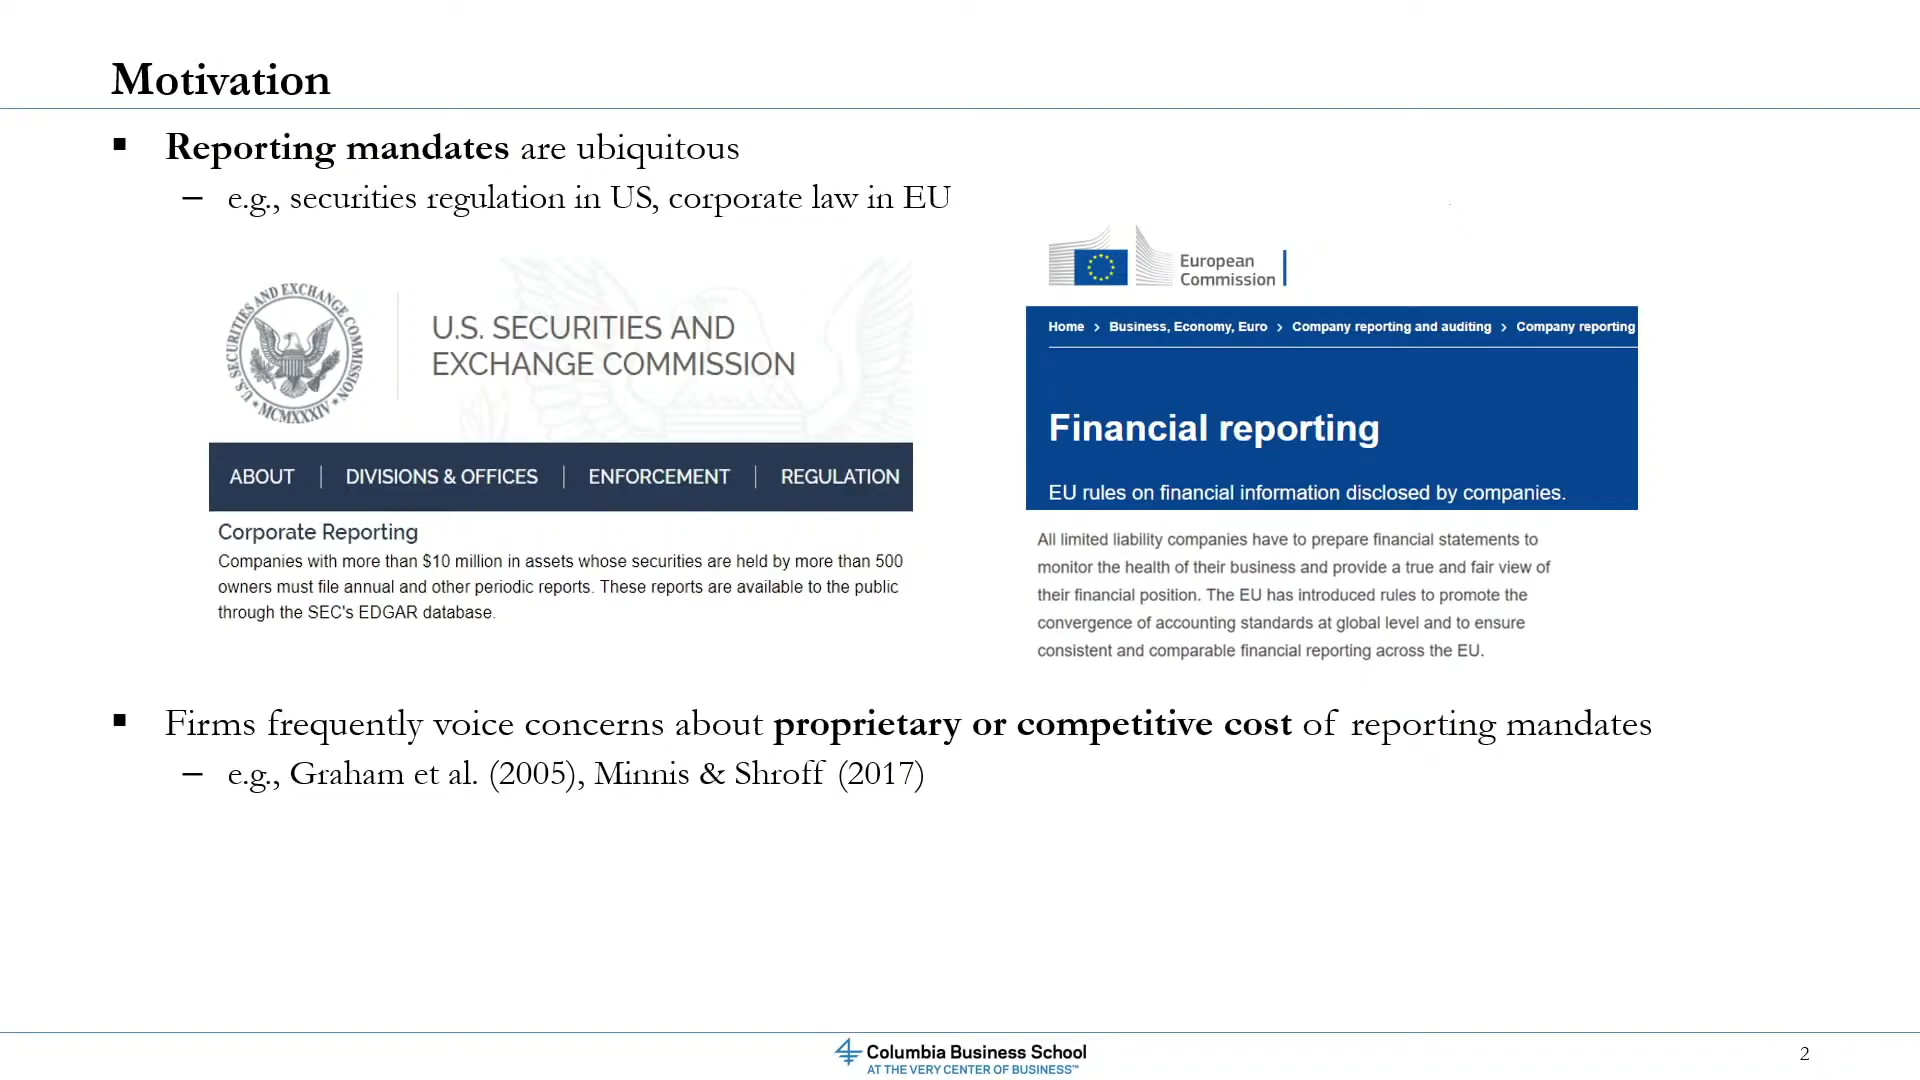 Motivation
▪ Reporting mandates are ubiquitous
– e.g., securities regulation in US, corporate law in EU
U.S. SECURITIES AND EXCHANGE COMMISSION
MCMXXXIV
U.S. SECURITIES AND
EXCHANGE COMMISSION
ABOUT | DIVISIONS & OFFICES | ENFORCEMENT | REGULATION
Corporate Reporting
Companies with more than $10 million in assets whose securities are held by more than 500
owners must file annual and other periodic reports. These reports are available to the public
through the SEC's EDGAR database.
European
Commission
Home > Business, Economy, Euro > Company reporting and auditing > Company reporting
Financial reporting
EU rules on financial information disclosed by companies.
All limited liability companies have to prepare financial statements to
monitor the health of their business and provide a true and fair view of
their financial position. The EU has introduced rules to promote the
convergence of accounting standards at global level and to ensure
consistent and comparable financial reporting across the EU.
▪ Firms frequently voice concerns about proprietary or competitive cost of reporting mandates
– e.g., Graham et al. (2005), Minnis & Shroff (2017)
Columbia Business School
AT THE VERY CENTER OF BUSINESS™
2